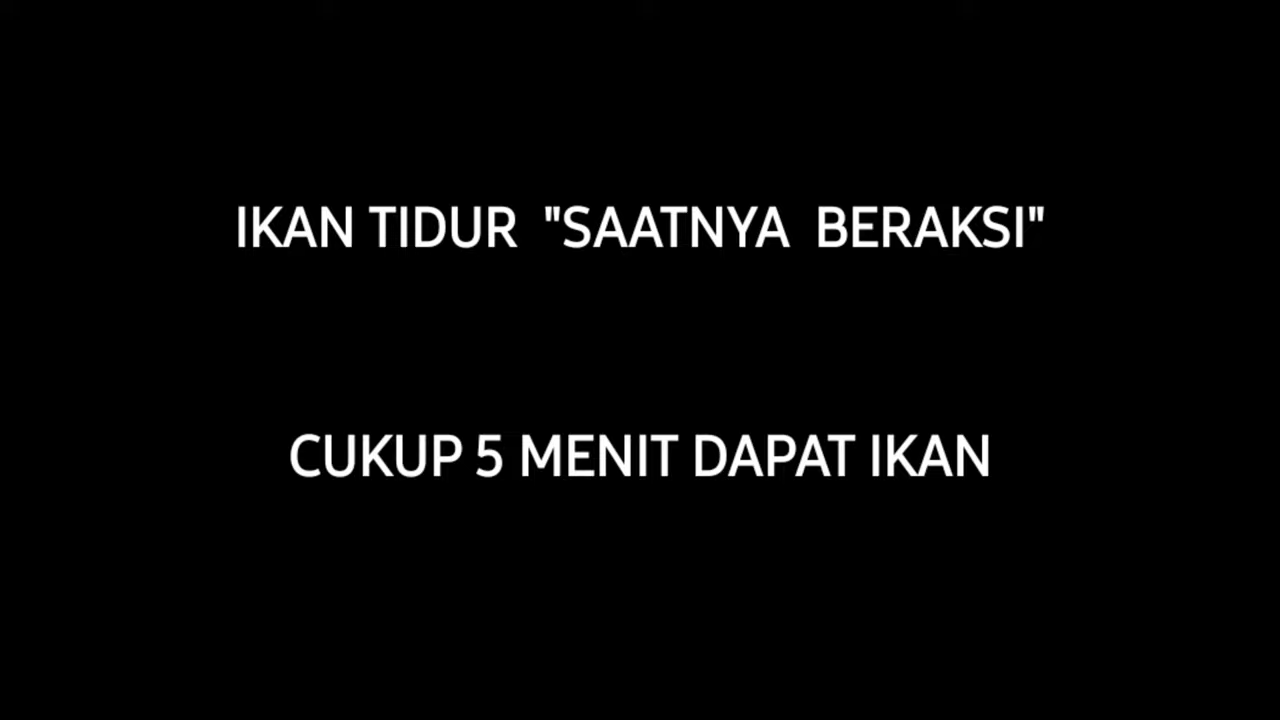 IKAN TIDUR "SAATNYA BERAKSI"
CUKUP 5 MENIT DAPAT IKAN